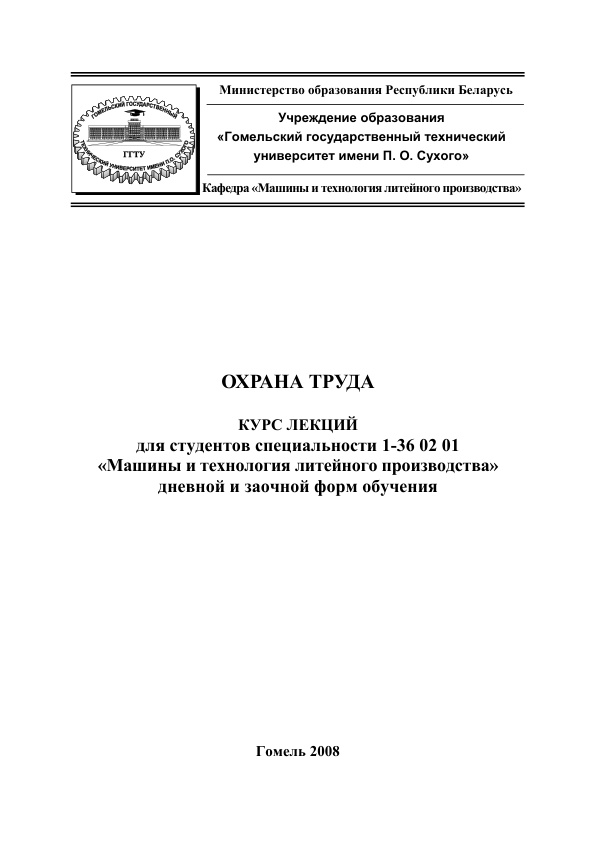 Министерство образования Республики Беларусь
Учреждение образования
«Гомельский государственный технический
университет имени П. О. Сухого»
Кафедра «Машины и технология литейного производства»
ГОМЕЛЬСКИЙ ГОСУДАРСТВЕННЫЙ
ГГТУ
ТЕХНИЧЕСКИЙ УНИВЕРСИТЕТ ИМЕНИ П.О. СУХОГО
ОХРАНА ТРУДА
КУРС ЛЕКЦИЙ
для студентов специальности 1-36 02 01
«Машины и технология литейного производства»
дневной и заочной форм обучения
Гомель 2008